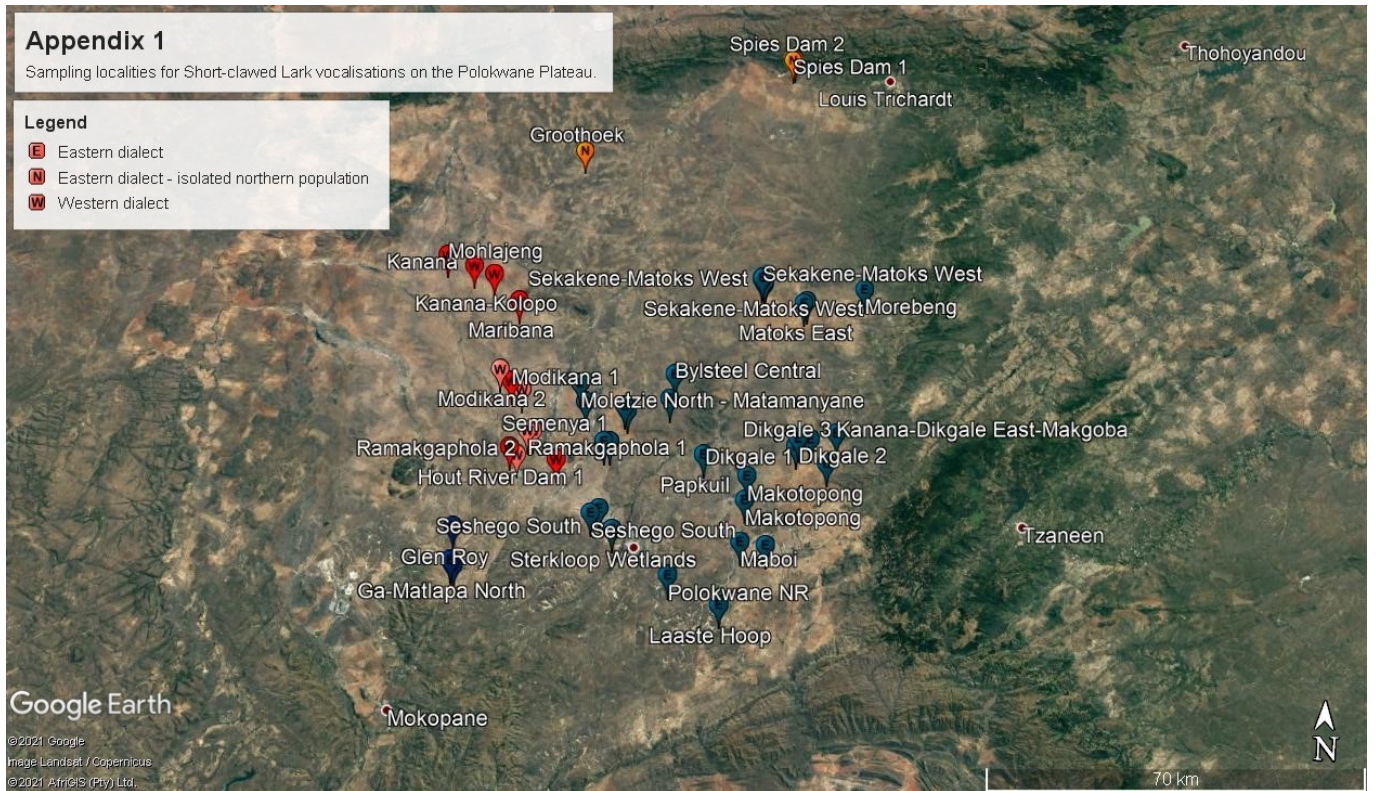 Appendix 1
Sampling localities for Short-clawed Lark vocalisations on the Polokwane Plateau.
Legend
E Eastern dialect
N Eastern dialect - isolated northern population
W Western dialect
Spies Dam 2
Spies Dam 1
Louis Trichardt
Thohoyandou
Groothoek
N
Mohlajeng
Kanana
W
W
Kanana-Kolopo
Maribana
Sekakene-Matoks West
Sekakene-Matoks West
Sekakene-Matoks West
E
Morebeng
Matoks East
W
Modikana 1
Modikana 2
Bylsteel Central
Moletzie North - Matamanyane
Semenya 1
Dikgale 3
Kanana-Dikgale East-Makgoba
Ramakgaphola 2
Ramakgaphola 1
Dikgale 1
Dikgale 2
Hout River Dam 1
W
Papkuil
E
Makotopong
Makotopong
Seshego South
E
Seshego South
Glen Roy
Sterkloop Wetlands
E
Maboi
Tzaneen
Ga-Matlapa North
E
Polokwane NR
E
Laaste Hoop
Mokopane
Google Earth
©2021 Google
Image Landsat / Copernicus
©2021 AfriGIS (Pty) Ltd.
N
70 km